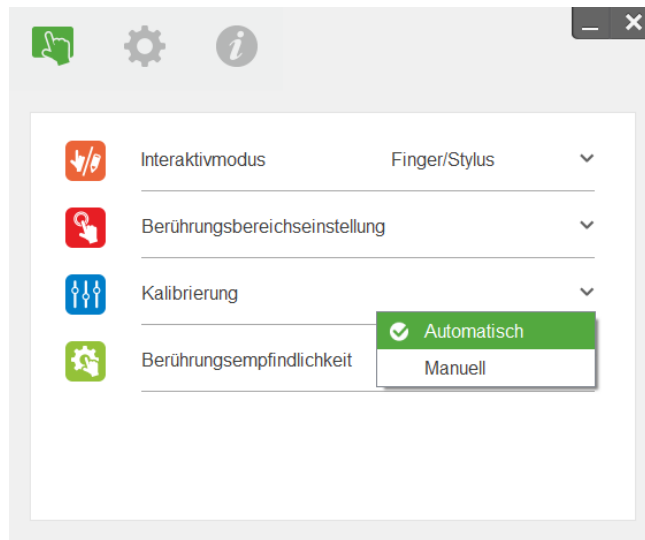 Interaktivmodus Finger/Stylus
Berührungsbereichseinstellung
Kalibrierung
Automatisch
Berührungsempfindlichkeit
Manuell